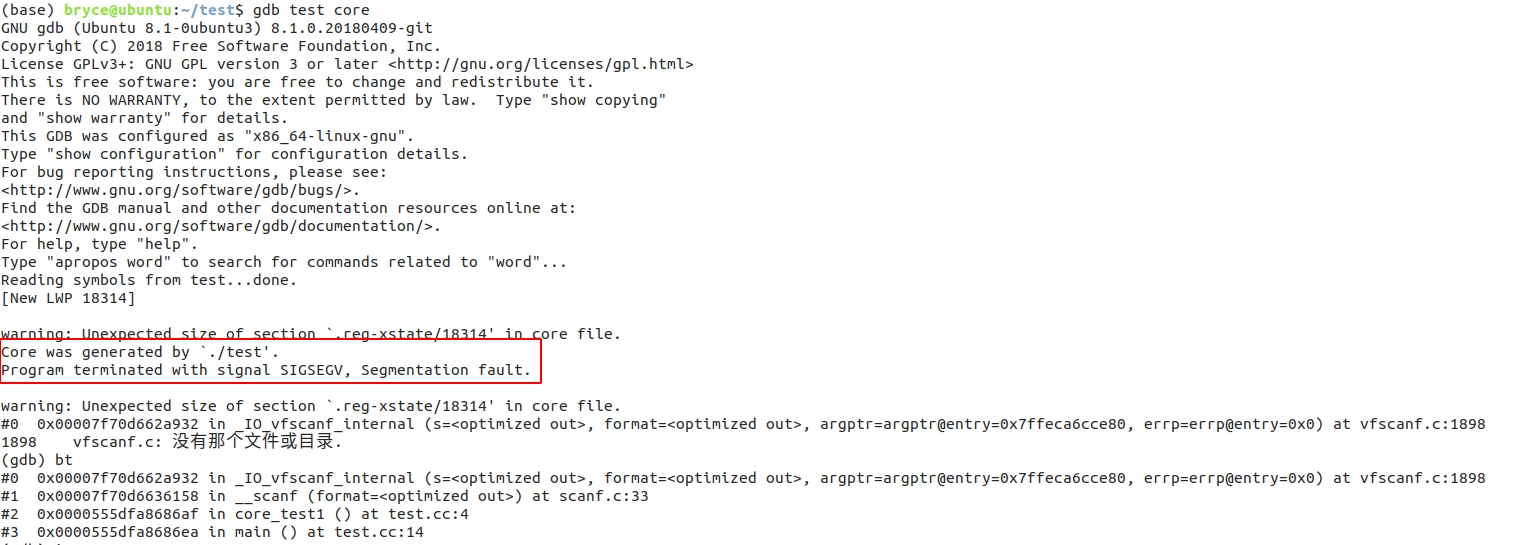 (base) bryce@ubuntu:~/test$ gdb test core
GNU gdb (Ubuntu 8.1-0ubuntu3) 8.1.0.20180409-git
Copyright (C) 2018 Free Software Foundation, Inc.
License GPLv3+: GNU GPL version 3 or later <http://gnu.org/licenses/gpl.html>
This is free software: you are free to change and redistribute it.
There is NO WARRANTY, to the extent permitted by law.  Type "show copying"
and "show warranty" for details.
This GDB was configured as "x86_64-linux-gnu".
Type "show configuration" for configuration details.
For bug reporting instructions, please see:
<http://www.gnu.org/software/gdb/bugs/>.
Find the GDB manual and other documentation resources online at:
<http://www.gnu.org/software/gdb/documentation/>.
For help, type "help".
Type "apropos word" to search for commands related to "word"...
Reading symbols from test...done.
[New LWP 18314]
warning: Unexpected size of section `.reg-xstate/18314' in core file.
Core was generated by `./test'.
Program terminated with signal SIGSEGV, Segmentation fault.
warning: Unexpected size of section `.reg-xstate/18314' in core file.
#0  0x00007f70d662a932 in _IO_vfscanf_internal (s=<optimized out>, format=<optimized out>, argptr=argptr@entry=0x7ffeca6cce80, errp=errp@entry=0x0) at vfscanf.c:1898
1898    vfscanf.c: 没有那个文件或目录.
(gdb) bt
#0  0x00007f70d662a932 in _IO_vfscanf_internal (s=<optimized out>, format=<optimized out>, argptr=argptr@entry=0x7ffeca6cce80, errp=errp@entry=0x0) at vfscanf.c:1898
#1  0x00007f70d6636158 in __scanf (format=<optimized out>) at scanf.c:33
#2  0x0000555dfa8686af in core_test1 () at test.cc:4
#3  0x0000555dfa8686ea in main () at test.cc:14